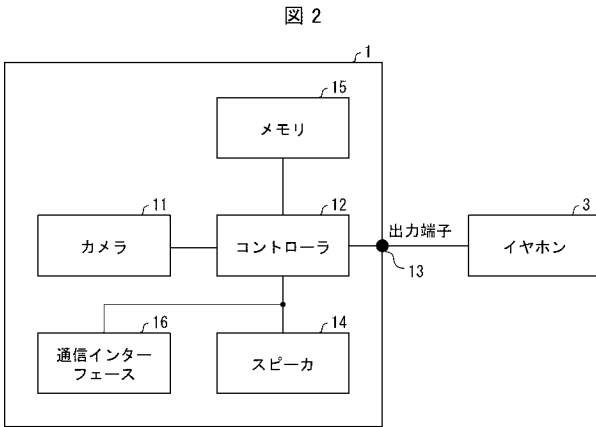 図 2
1
15
メモリ
11
カメラ
12
コントローラ
出力端子
13
3
イヤホン
16
通信インター
フェース
14
スピーカ